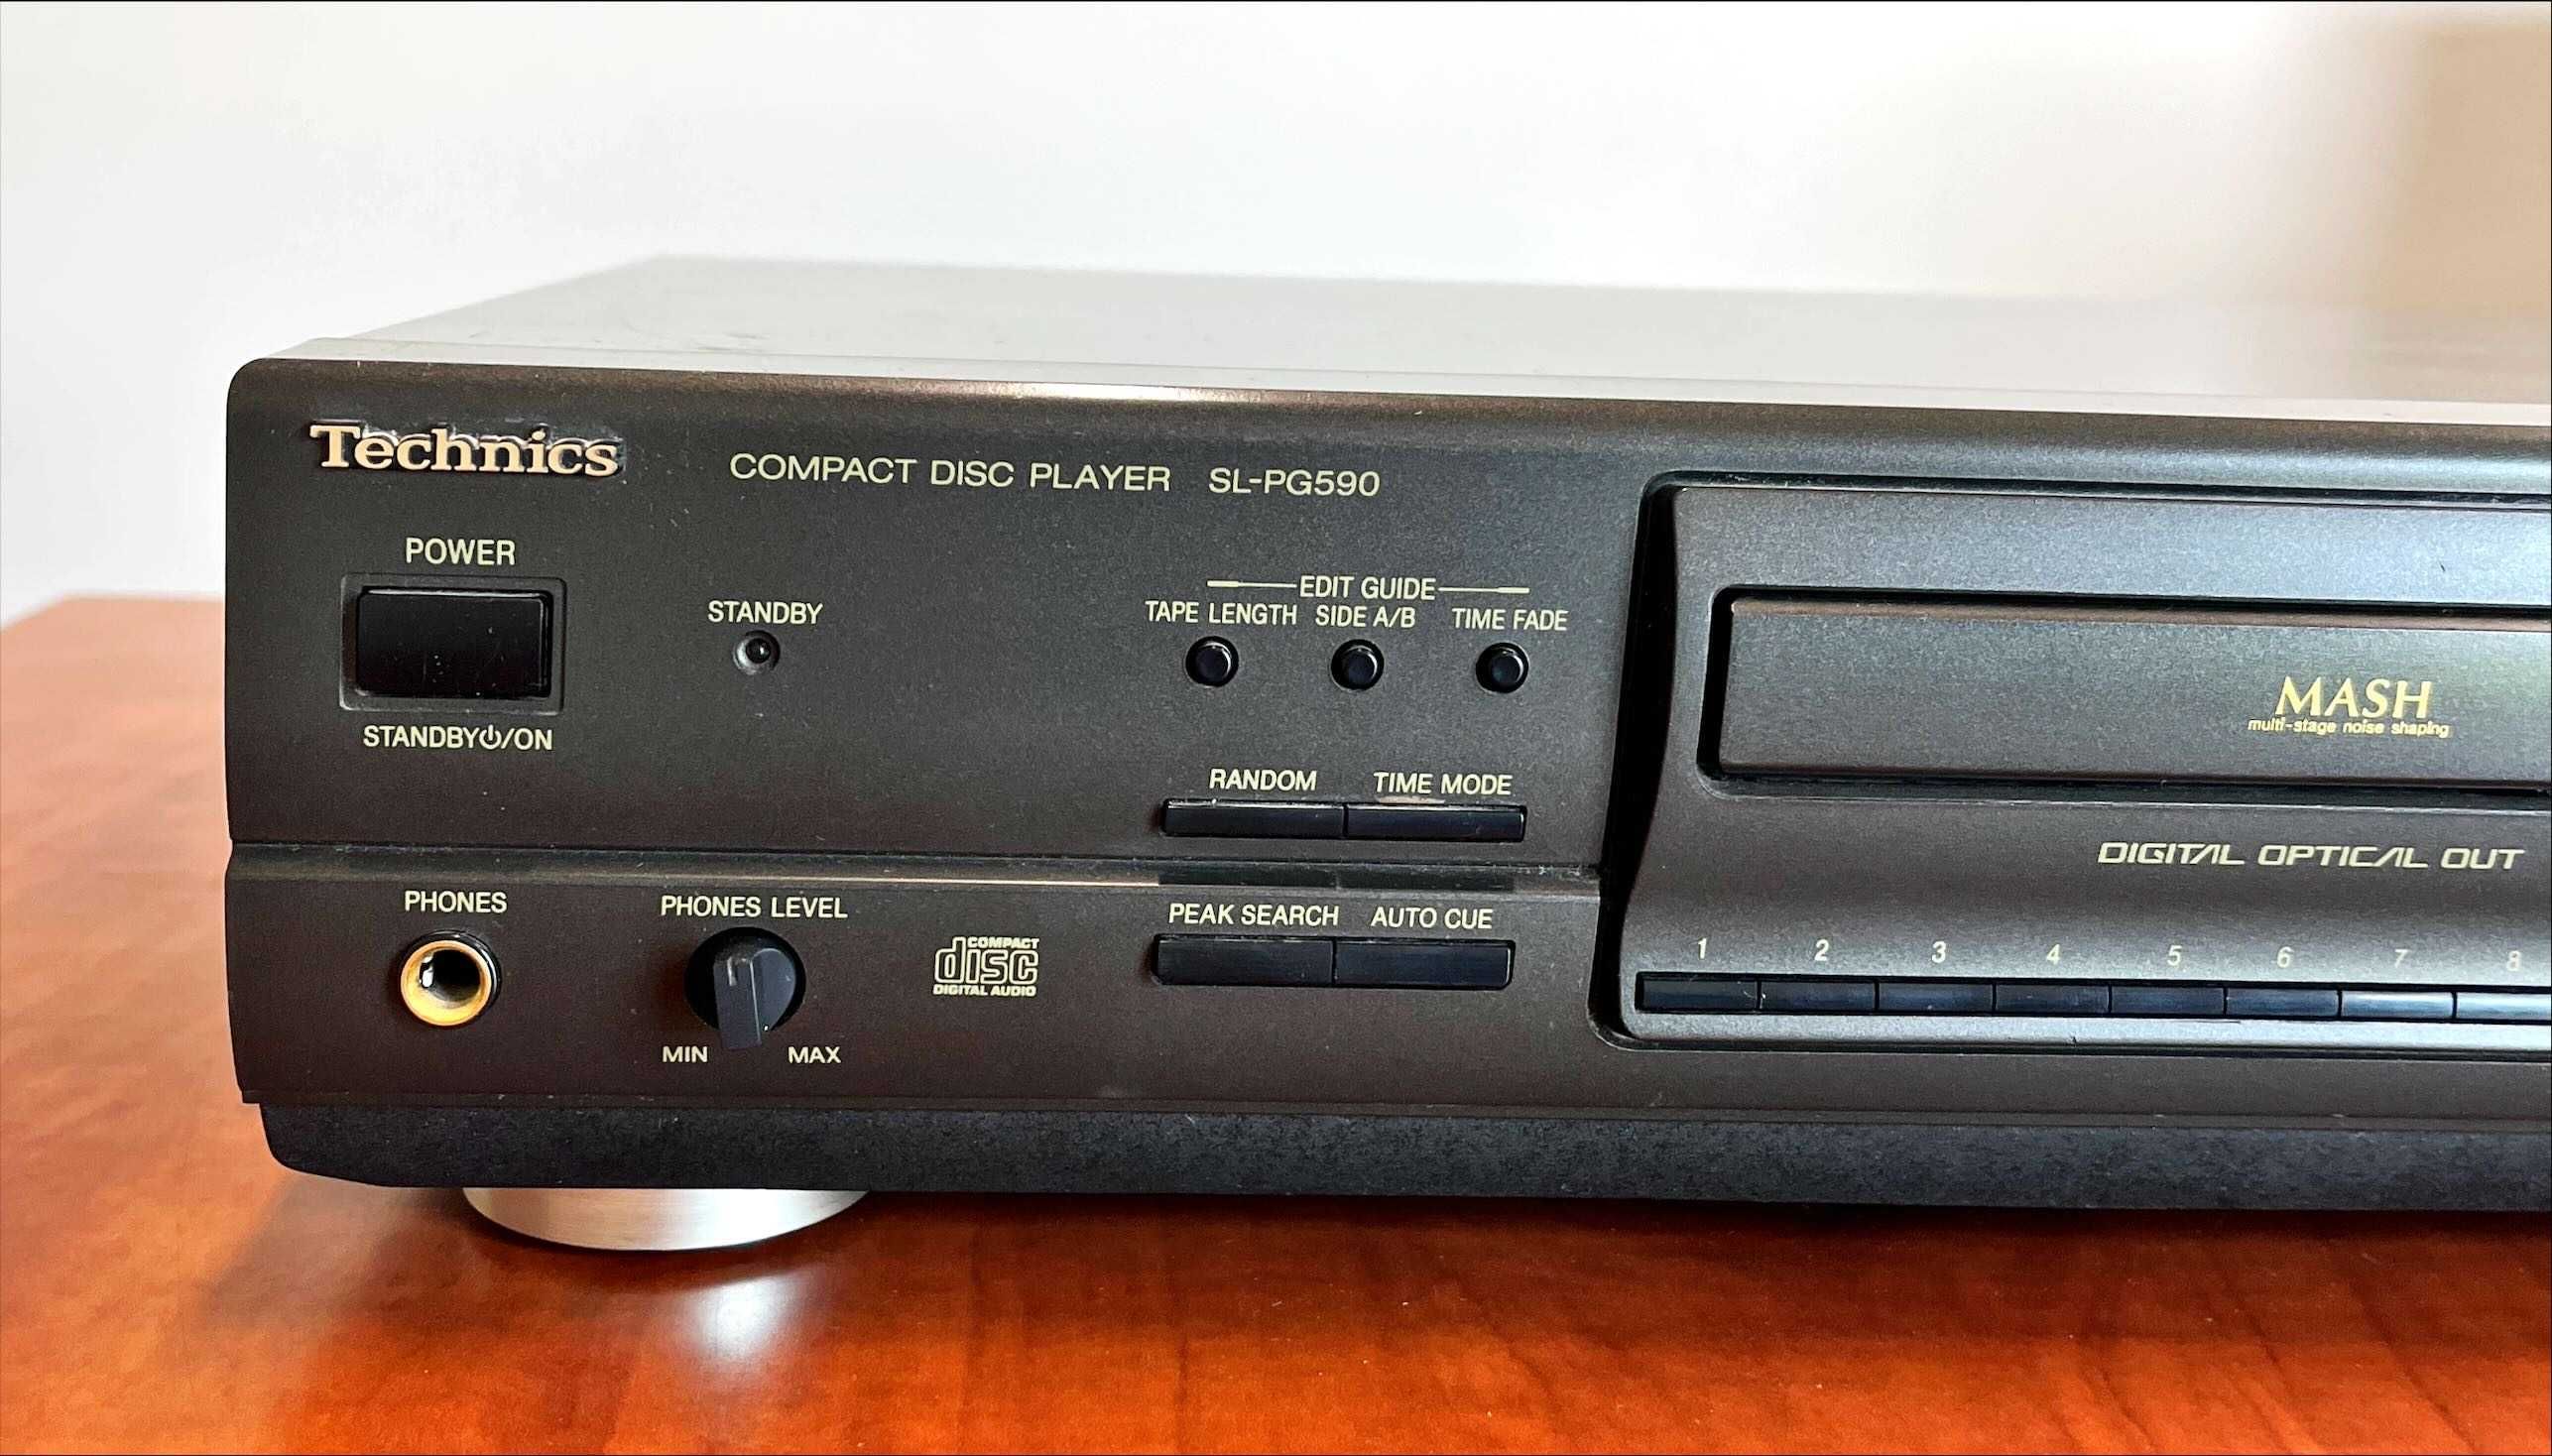 Technics
COMPACT DISC PLAYER SL-PG590
POWER
STANDBY⏻/ON
STANDBY
EDIT GUIDE
TAPE LENGTH SIDE A/B TIME FADE
RANDOM TIME MODE
PHONES
PHONES LEVEL
MIN MAX
COMPACT
disc
DIGITAL AUDIO
PEAK SEARCH AUTO CUE
MASH
multi-stage noise shaping
DIGITAL OPTICAL OUT
1 2 3 4 5 6 7 8